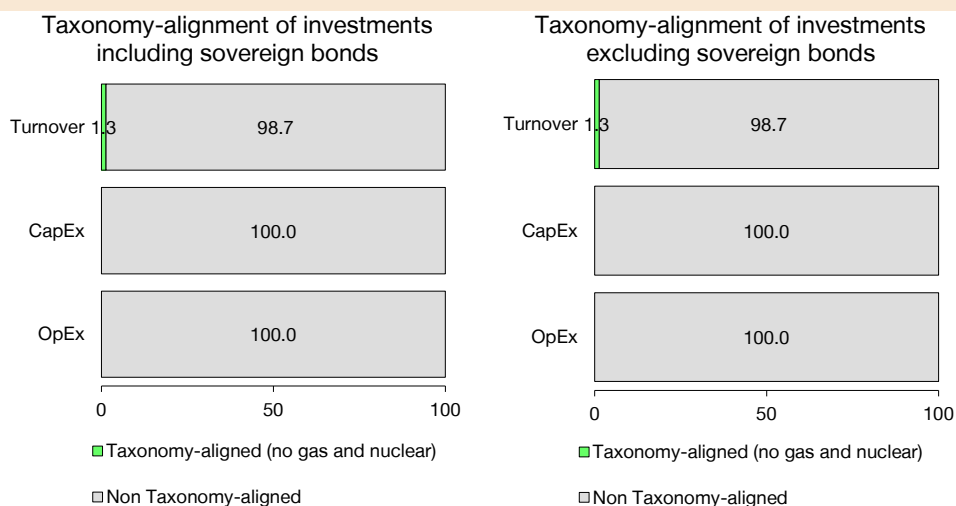 Taxonomy-alignment of investments
including sovereign bonds
Turnover 1.3 98.7
CapEx 100.0
OpEx 100.0
0 50 100
Taxonomy-aligned (no gas and nuclear)
Non Taxonomy-aligned
Taxonomy-alignment of investments
excluding sovereign bonds
Turnover 1.3 98.7
CapEx 100.0
OpEx 100.0
0 50 100
Taxonomy-aligned (no gas and nuclear)
Non Taxonomy-aligned